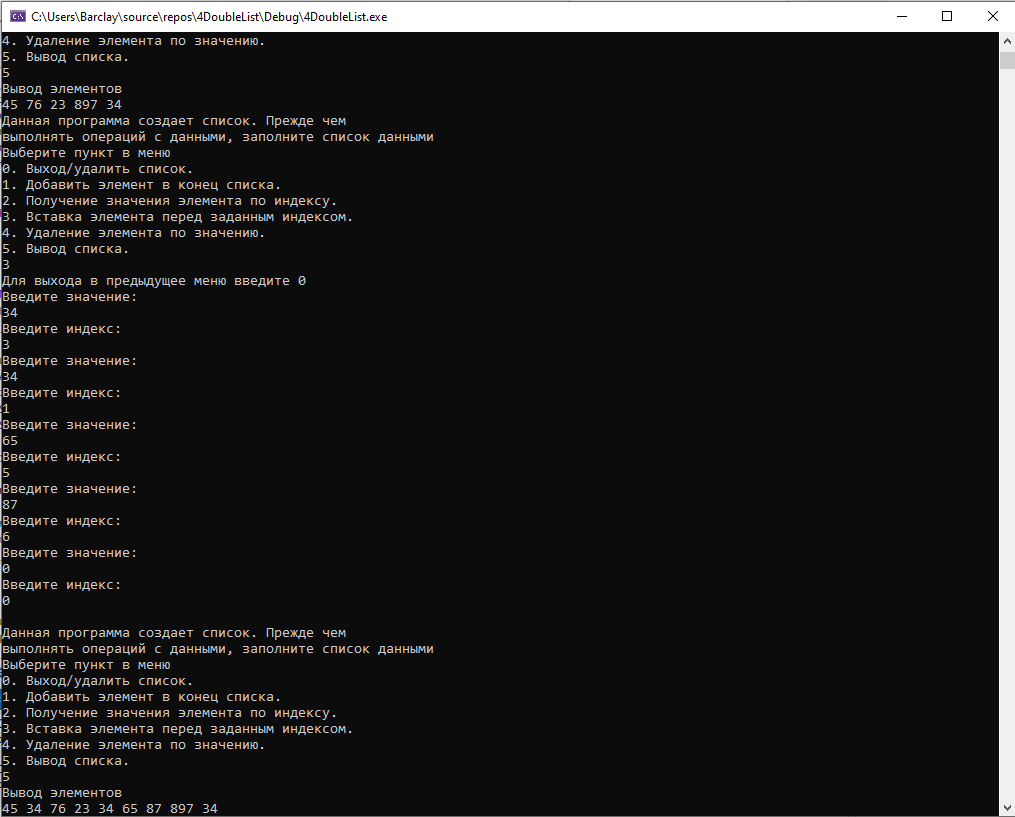 C:\Users\Barclay\source\repos\4DoubleList\Debug\4DoubleList.exe
4. Удаление элемента по значению.
5. Вывод списка.
5
Вывод элементов
45 76 23 897 34
Данная программа создает список. Прежде чем
выполнять операций с данными, заполните список данными
Выберите пункт в меню
0. Выход/удалить список.
1. Добавить элемент в конец списка.
2. Получение значения элемента по индексу.
3. Вставка элемента перед заданным индексом.
4. Удаление элемента по значению.
5. Вывод списка.
3
Для выхода в предыдущее меню введите 0
Введите значение:
34
Введите индекс:
3
Введите значение:
34
Введите индекс:
1
Введите значение:
65
Введите индекс:
5
Введите значение:
87
Введите индекс:
6
Введите значение:
0
Введите индекс:
0
Данная программа создает список. Прежде чем
выполнять операций с данными, заполните список данными
Выберите пункт в меню
0. Выход/удалить список.
1. Добавить элемент в конец списка.
2. Получение значения элемента по индексу.
3. Вставка элемента перед заданным индексом.
4. Удаление элемента по значению.
5. Вывод списка.
5
Вывод элементов
45 34 76 23 34 65 87 897 34